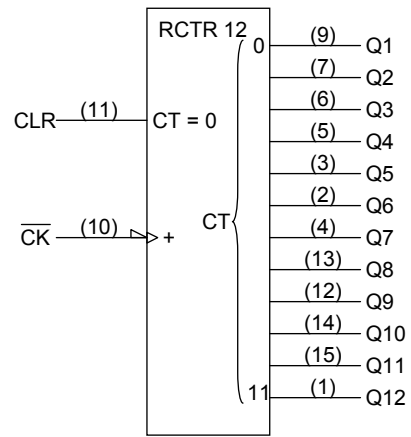 RCTR 12
0 (9) Q1
(7) Q2
(6) Q3
CLR (11) CT = 0 (5) Q4
(3) Q5
(2) Q6
C̅K̅ (10) + CT (4) Q7
(13) Q8
(12) Q9
(14) Q10
(15) Q11
11 (1) Q12